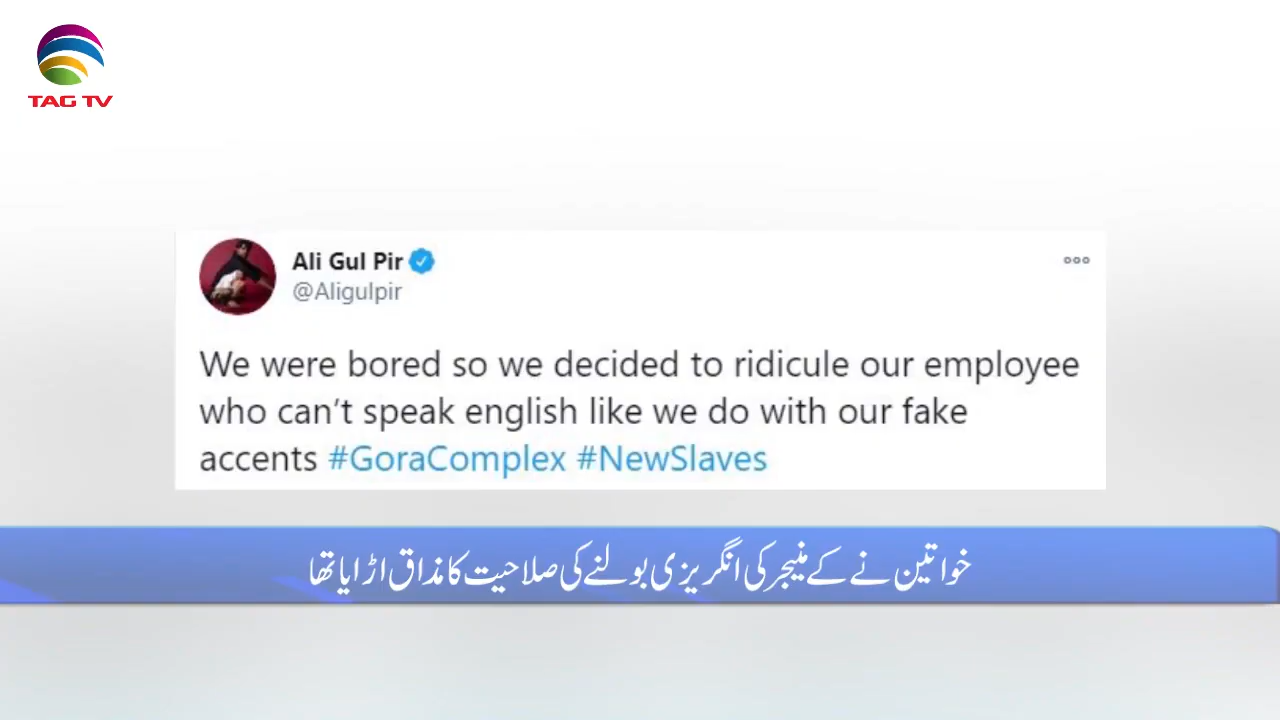 TAG TV
Ali Gul Pir
@Aligulpir
We were bored so we decided to ridicule our employee
who can't speak english like we do with our fake
accents #GoraComplex #NewSlaves
خواتین نے کے منیجر کی انگریزی بولنے کی صلاحیت کا مذاق اڑایا تھا